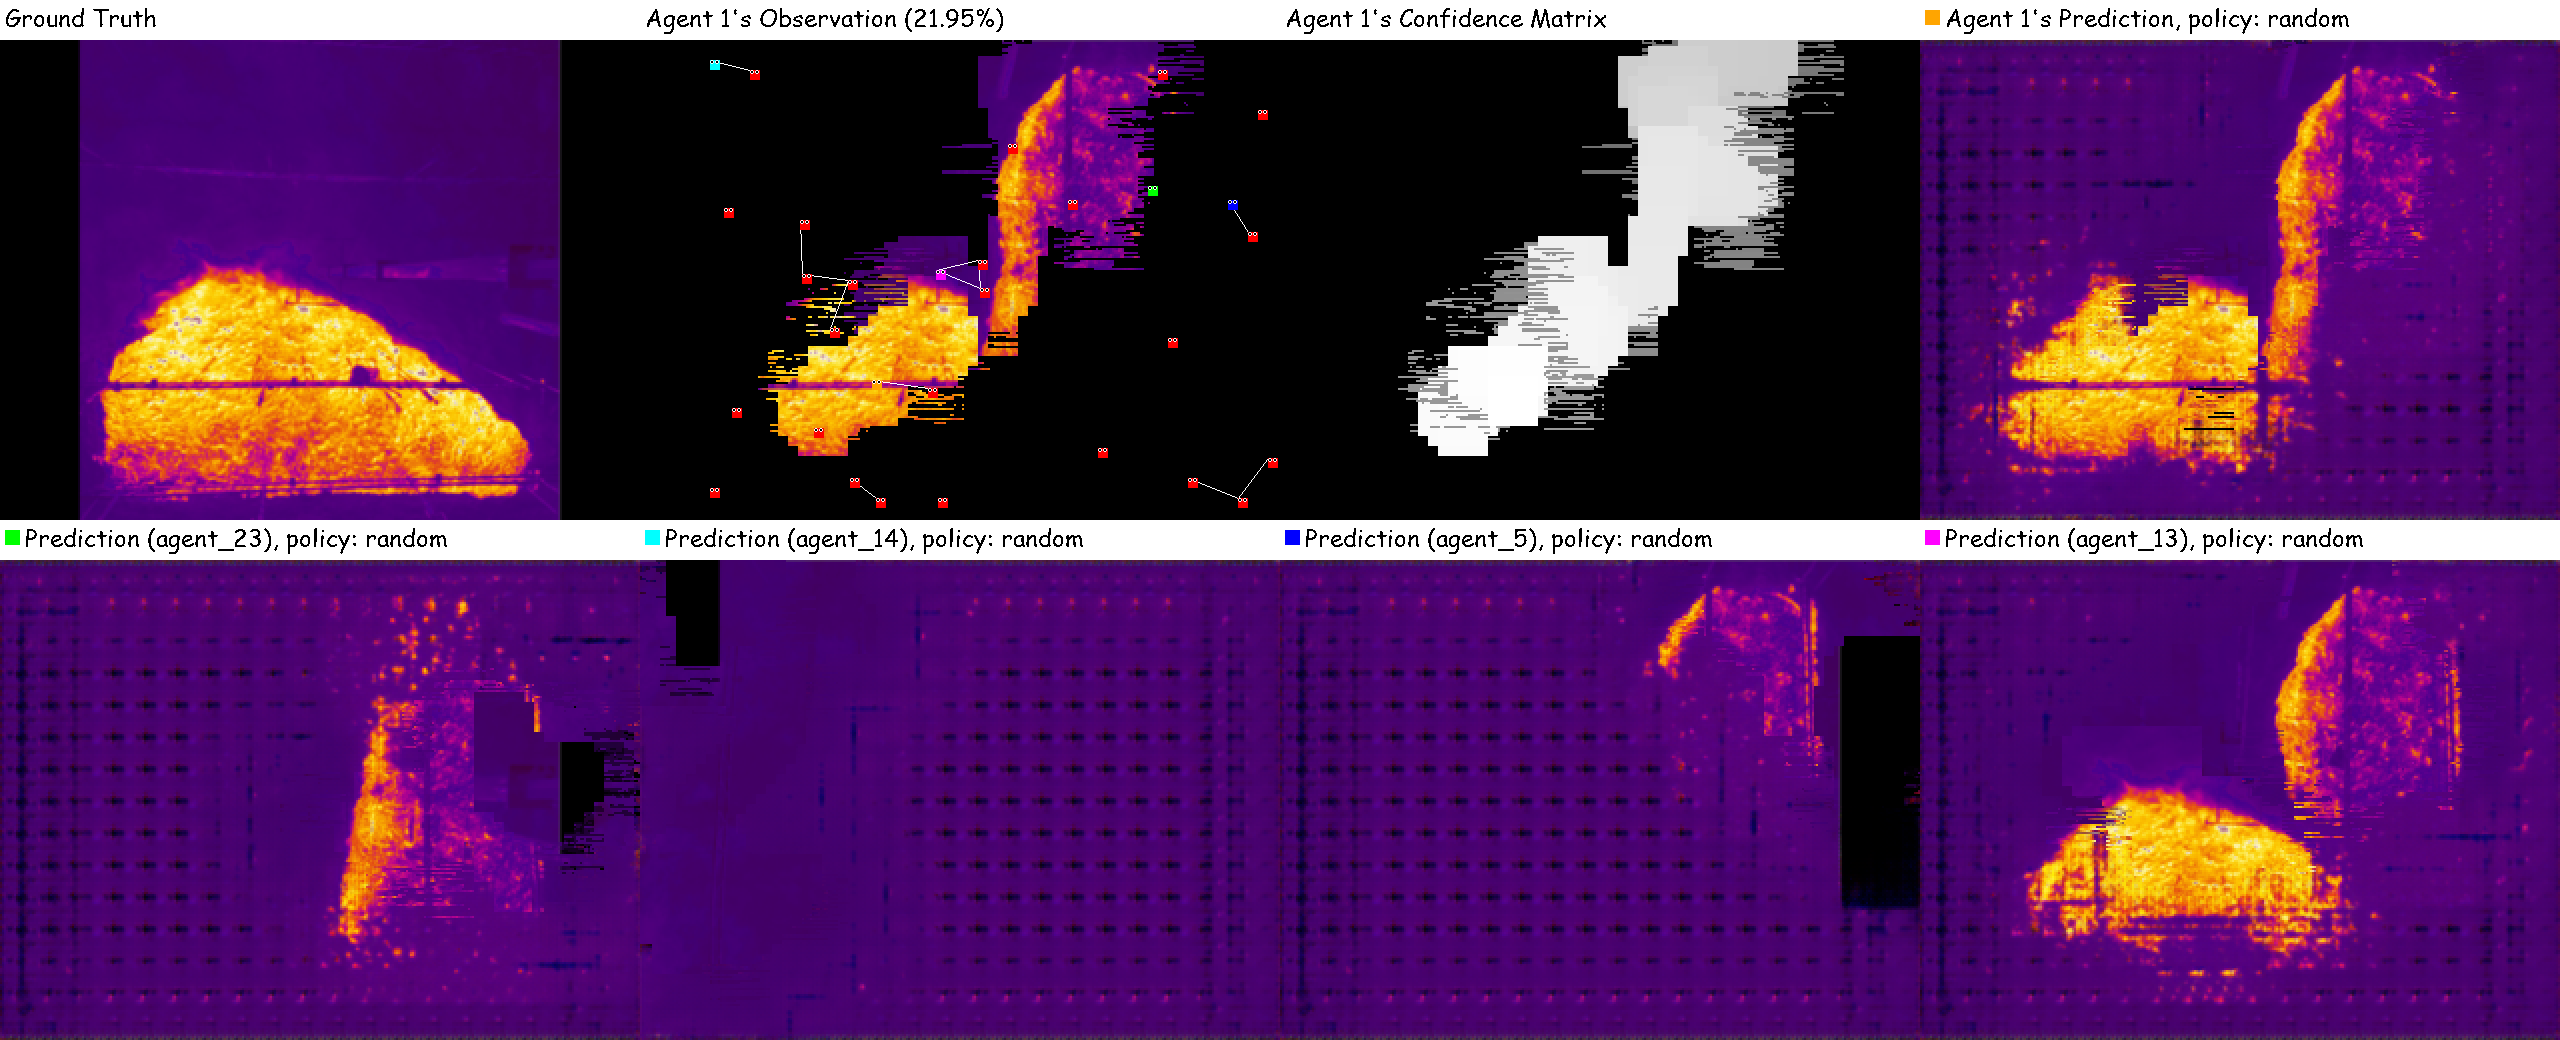 Ground Truth
Agent 1's Observation (21.95%)
Agent 1's Confidence Matrix
Agent 1's Prediction, policy: random
Prediction (agent_23), policy: random
Prediction (agent_14), policy: random
Prediction (agent_5), policy: random
Prediction (agent_13), policy: random